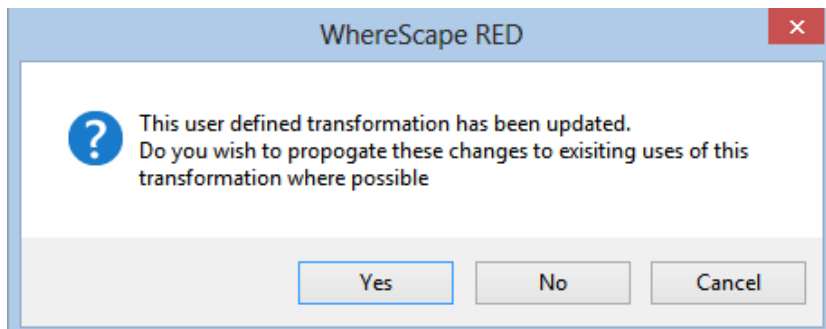 WhereScape RED
×
?
This user defined transformation has been updated.
Do you wish to propogate these changes to exisiting uses of this
transformation where possible
Yes
No
Cancel